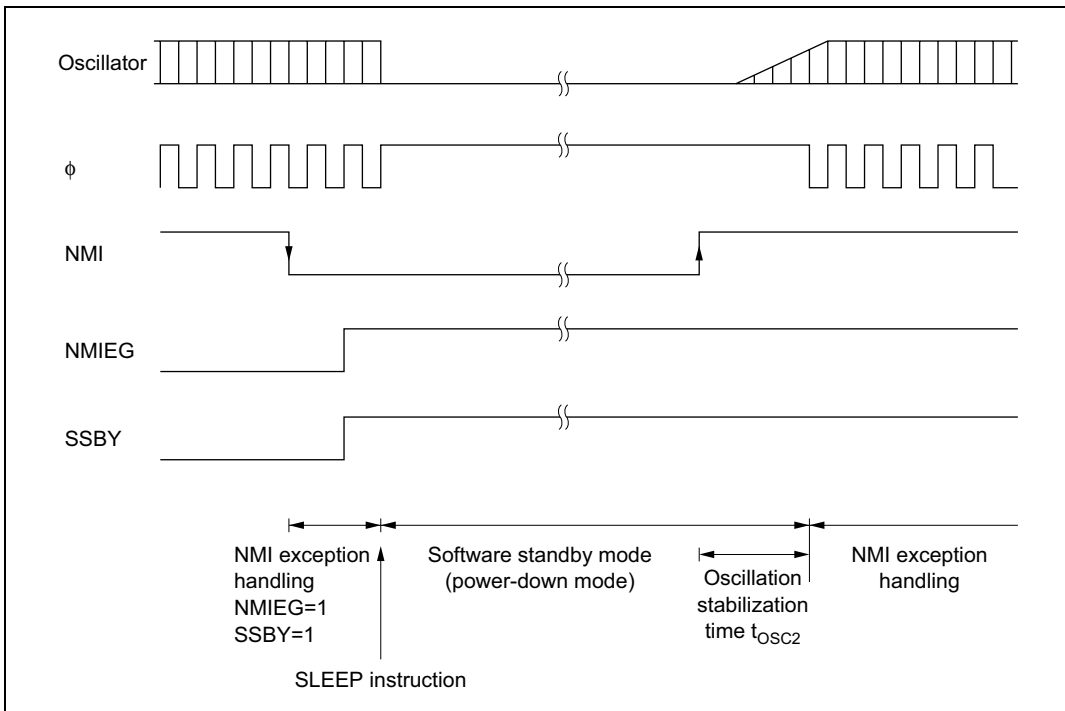 Oscillator
ϕ
NMI
NMIEG
SSBY
NMI exception
handling
NMIEG=1
SSBY=1
SLEEP instruction
Software standby mode
(power-down mode)
Oscillation
stabilization
time tOSC2
NMI exception
handling